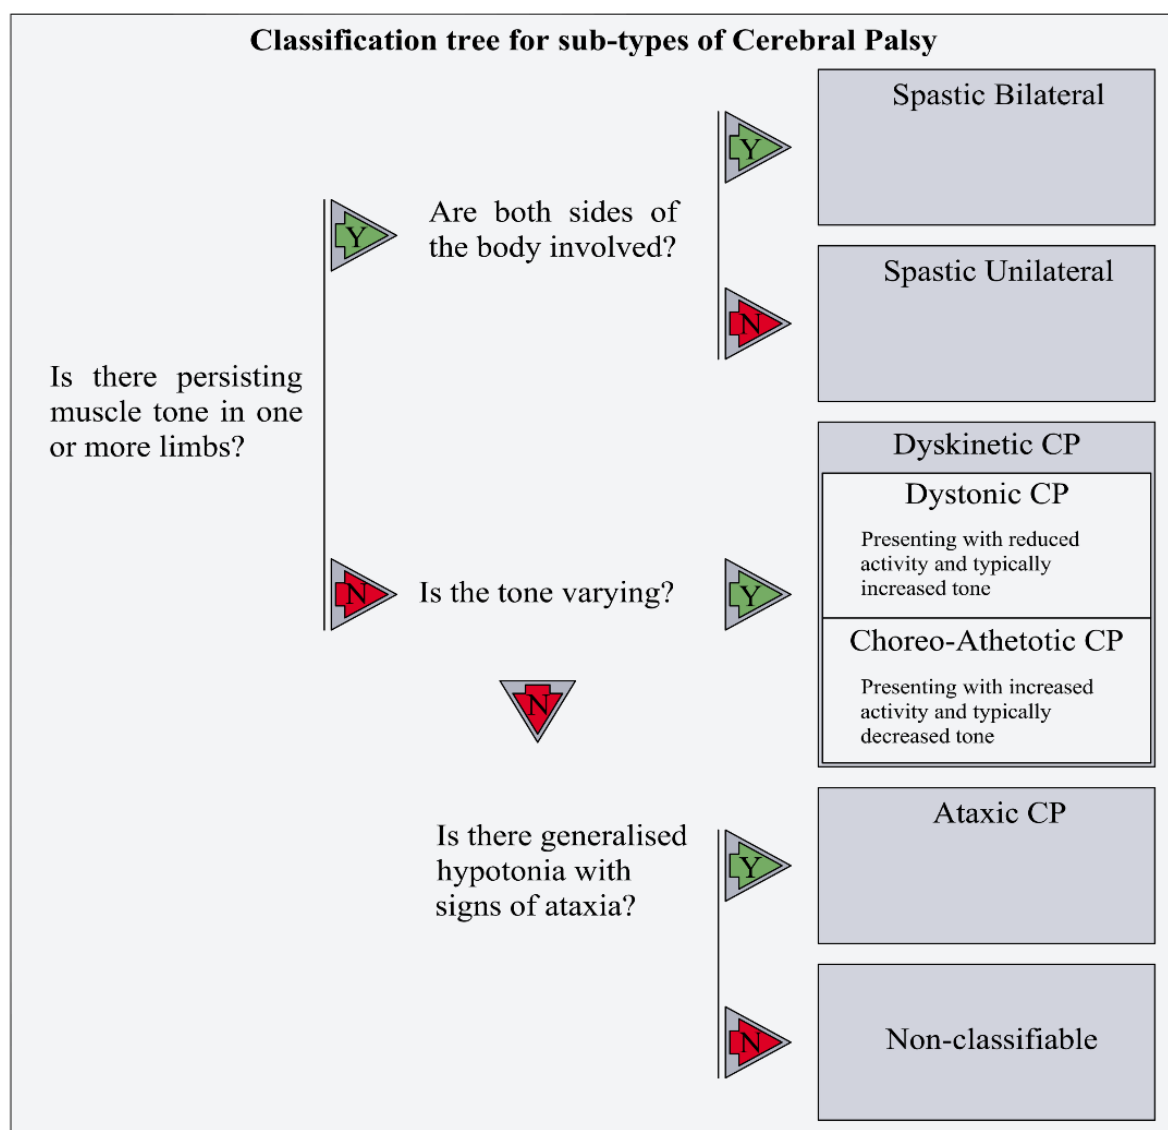 Classification tree for sub-types of Cerebral Palsy
Is there persisting
muscle tone in one
or more limbs?
Y
Are both sides of
the body involved?
Y
Spastic Bilateral
N
Spastic Unilateral
N
Is the tone varying?
Y
Dyskinetic CP
Dystonic CP
Presenting with reduced
activity and typically
increased tone
Choreo-Athetotic CP
Presenting with increased
activity and typically
decreased tone
N
Is there generalised
hypotonia with
signs of ataxia?
Y
Ataxic CP
N
Non-classifiable